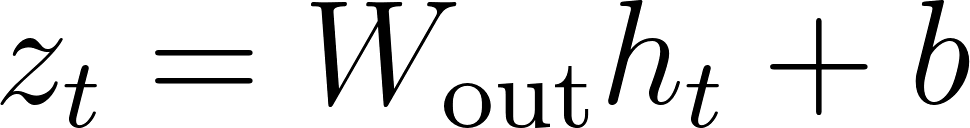 z_t = W_out h_t + b